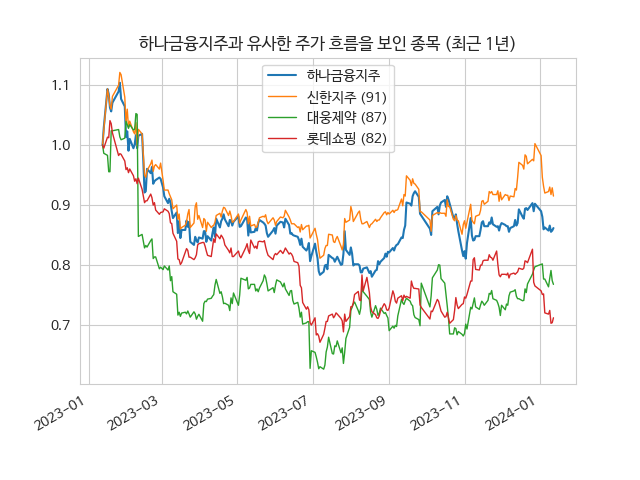 하나금융지주과 유사한 주가 흐름을 보인 종목 (최근 1년)
하나금융지주
신한지주 (91)
대웅제약 (87)
롯데쇼핑 (82)
1.1
1.0
0.9
0.8
0.7
2023-01
2023-03
2023-05
2023-07
2023-09
2023-11
2024-01